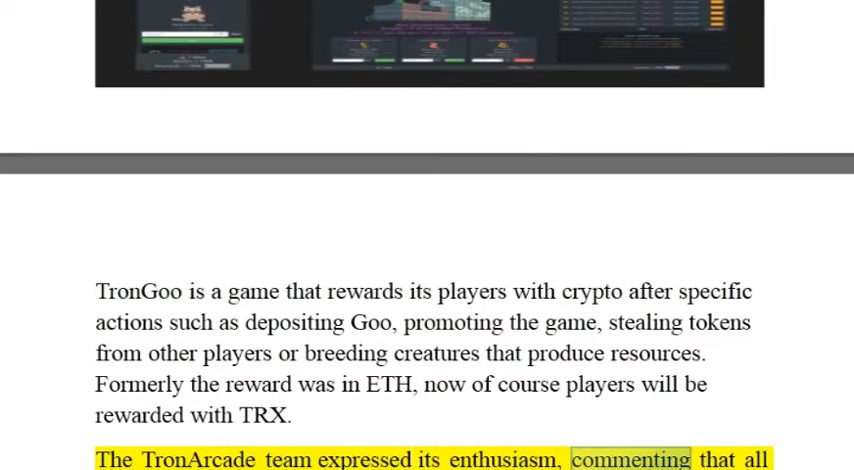 TronGoo is a game that rewards its players with crypto after specific
actions such as depositing Goo, promoting the game, stealing tokens
from other players or breeding creatures that produce resources.
Formerly the reward was in ETH, now of course players will be
rewarded with TRX.
The TronArcade team expressed its enthusiasm, commenting that all